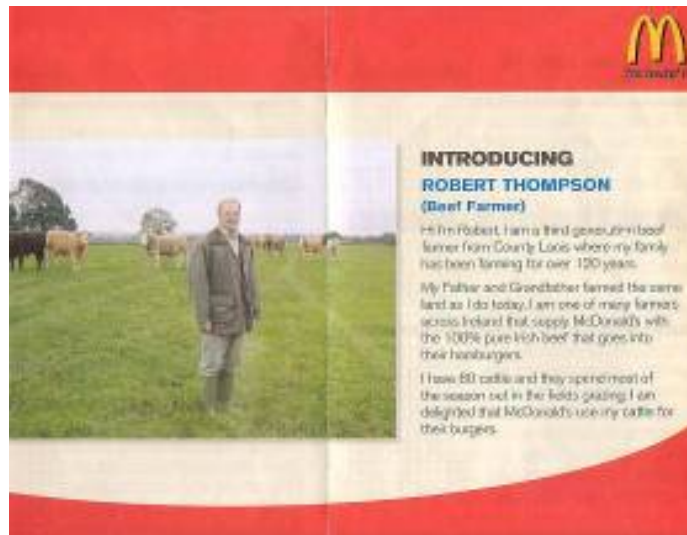 McDonald's
INTRODUCING
ROBERT THOMPSON
(Beef Farmer)
Hi I'm Robert. I am a third generation beef
farmer from County Laois where my family
has been farming for over 100 years.
My Father and Grandfather farmed the same
land as I do today. I am one of many farmers
across Ireland that supply McDonald's with
the 100% pure Irish beef that goes into
their hamburgers.
I have 80 cattle and they spend most of
the season out in the fields grazing. I am
delighted that McDonald's use my cattle for
their burgers.